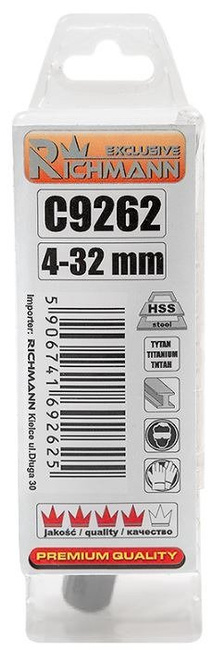 EXCLUSIVE
RICHMANN
C9262
4-32 mm
Importer: RICHMANN Kielce ul.Długa 30
5906741692625
HSS
steel
TYTAN
TITANIUM
ТИТАН
jakość / quality / качество
PREMIUM QUALITY